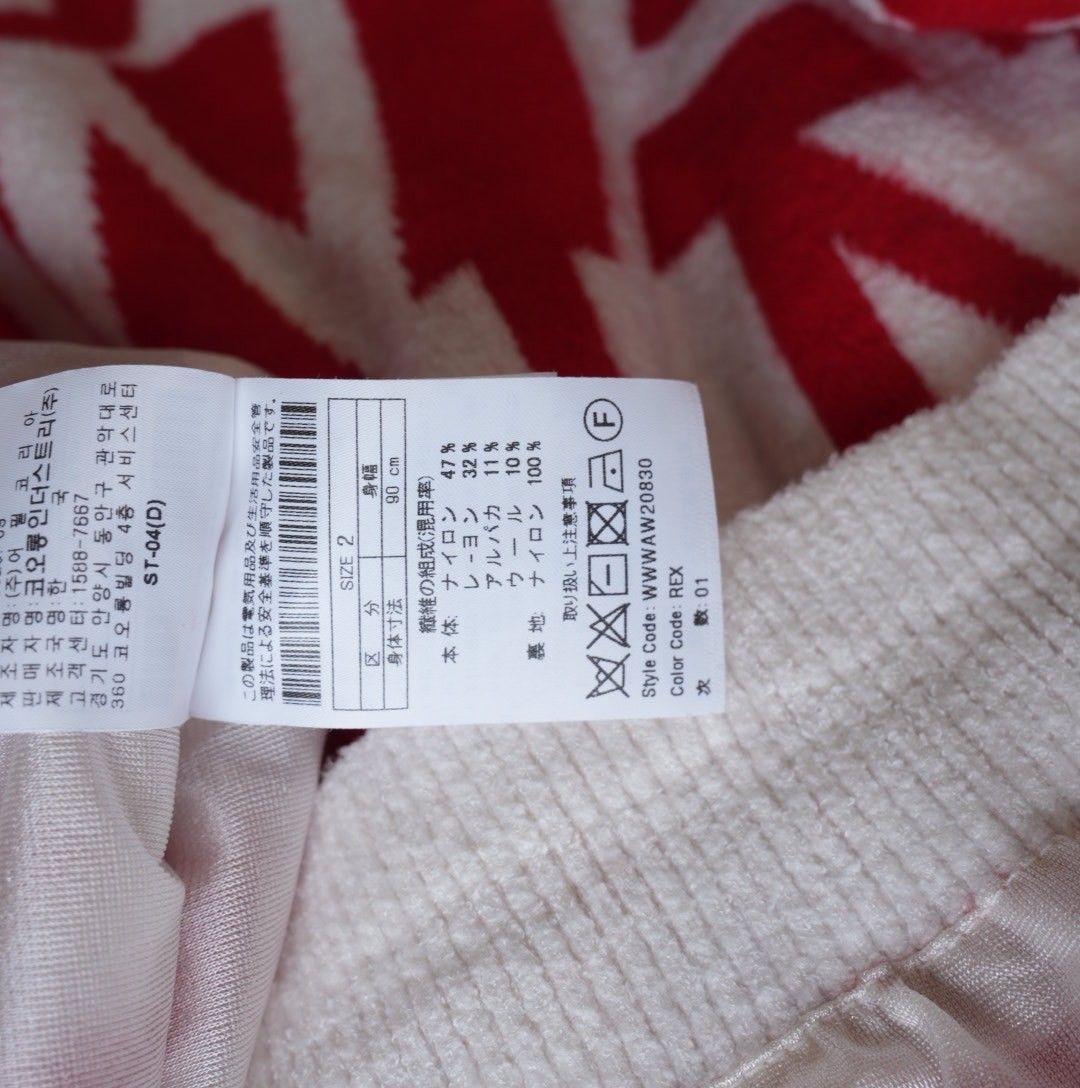 제조자명:(주)어 필 코 리 아
판매자명:코오롱인더스트리(주)
제조국명:한 국
고객센터:1588-7667
경기도 안양시 동안구 관악대로
360 코오롱빌딩 4층 서비스센터
ST-04(D)
この製品は電気用品及び生活用品安全管
理法による安全基準を順守した製品です。
SIZE 2
区 分 身幅
身体寸法 90 cm
繊維の組成(混用率)
本 体: ナイロン 47 %
レ-ヨン 32 %
アルパカ 11 %
ウール 10 %
裏 地: ナイロン 100 %
取り扱い上注意事項
F
Style Code: WWWAW20830
Color Code: REX
次 数: 01